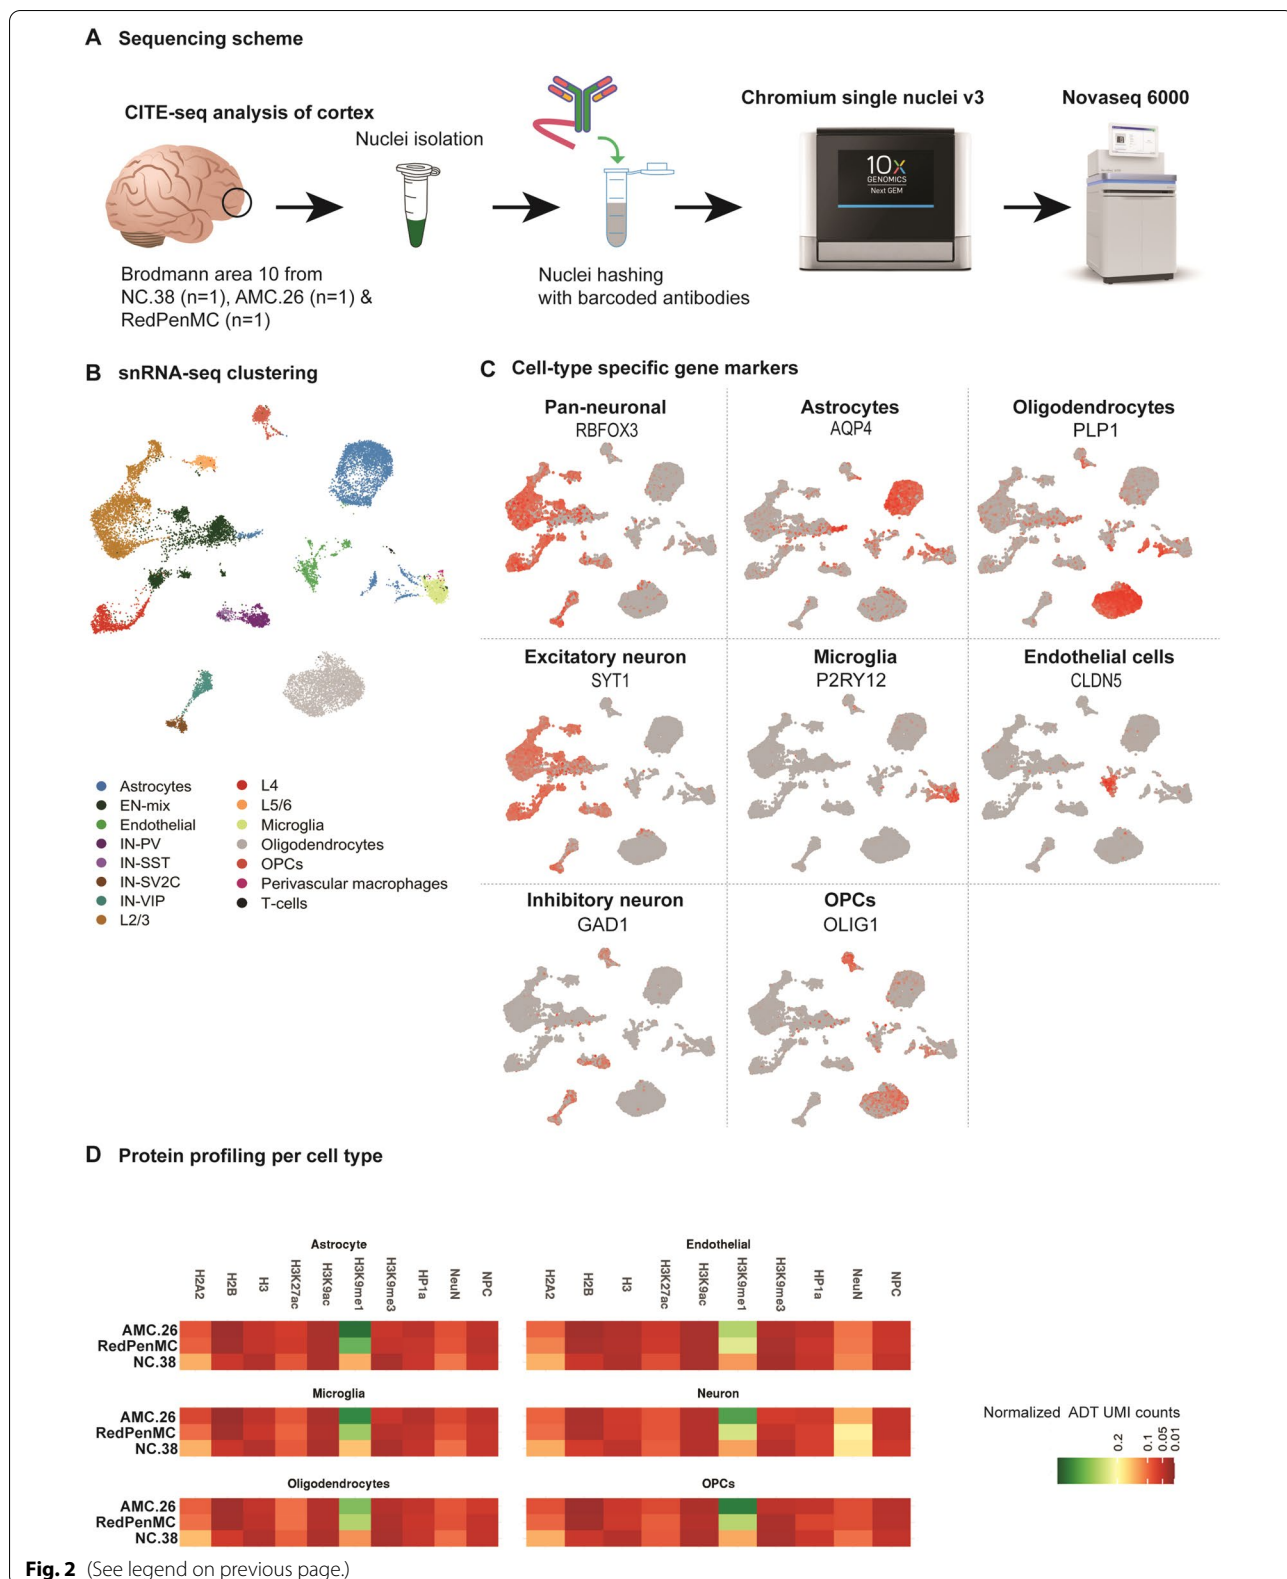 A Sequencing scheme
CITE-seq analysis of cortex
Nuclei isolation
Chromium single nuclei v3
Novaseq 6000
10x
GENOMICS
Next GEM
Brodmann area 10 from
NC.38 (n=1), AMC.26 (n=1) &
RedPenMC (n=1)
Nuclei hashing
with barcoded antibodies
B snRNA-seq clustering
Astrocytes
EN-mix
Endothelial
IN-PV
IN-SST
IN-SV2C
IN-VIP
L2/3
L4
L5/6
Microglia
Oligodendrocytes
OPCs
Perivascular macrophages
T-cells
C Cell-type specific gene markers
Pan-neuronal
RBFOX3
Astrocytes
AQP4
Oligodendrocytes
PLP1
Excitatory neuron
SYT1
Microglia
P2RY12
Endothelial cells
CLDN5
Inhibitory neuron
GAD1
OPCs
OLIG1
D Protein profiling per cell type
Astrocyte
H2A2 H2B H3 H3K27ac H3K9ac H3K9me1 H3K9me3 HP1a NeuN NPC
AMC.26
RedPenMC
NC.38
Endothelial
H2A2 H2B H3 H3K27ac H3K9ac H3K9me1 H3K9me3 HP1a NeuN NPC
Microglia
AMC.26
RedPenMC
NC.38
Neuron
Oligodendrocytes
AMC.26
RedPenMC
NC.38
OPCs
Normalized ADT UMI counts
0.2 0.1 0.05 0.01
Fig. 2 (See legend on previous page.)